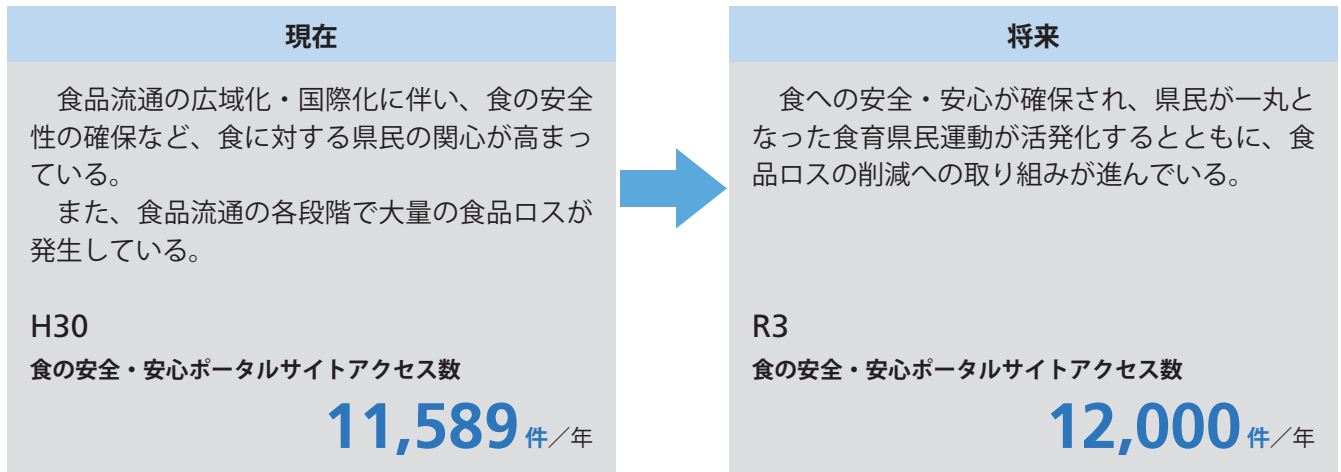 現在
　食品流通の広域化・国際化に伴い、食の安全
性の確保など、食に対する県民の関心が高まっ
ている。
　また、食品流通の各段階で大量の食品ロスが
発生している。
H30
食の安全・安心ポータルサイトアクセス数
11,589件／年
将来
　食への安全・安心が確保され、県民が一丸と
なった食育県民運動が活発化するとともに、食
品ロスの削減への取り組みが進んでいる。
R3
食の安全・安心ポータルサイトアクセス数
12,000件／年